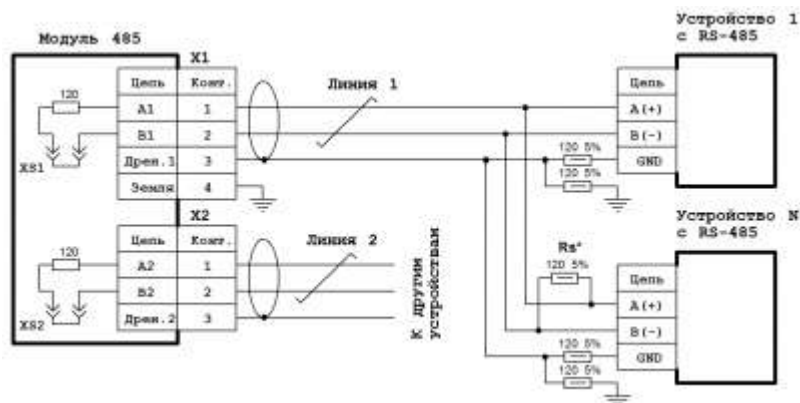 Модуль 485
X1
Цепь Конт.
A1 1
B1 2
Дрен.1 3
Земля 4
120
XS1
X2
Цепь Конт.
A2 1
B2 2
Дрен.2 3
120
XS2
Линия 1
Линия 2
К другим
устройствам
Устройство 1
с RS-485
Цепь
A(+)
B(-)
GND
120 5%
120 5%
Устройство N
с RS-485
Rs*
120 5%
Цепь
A(+)
B(-)
GND
120 5%
120 5%